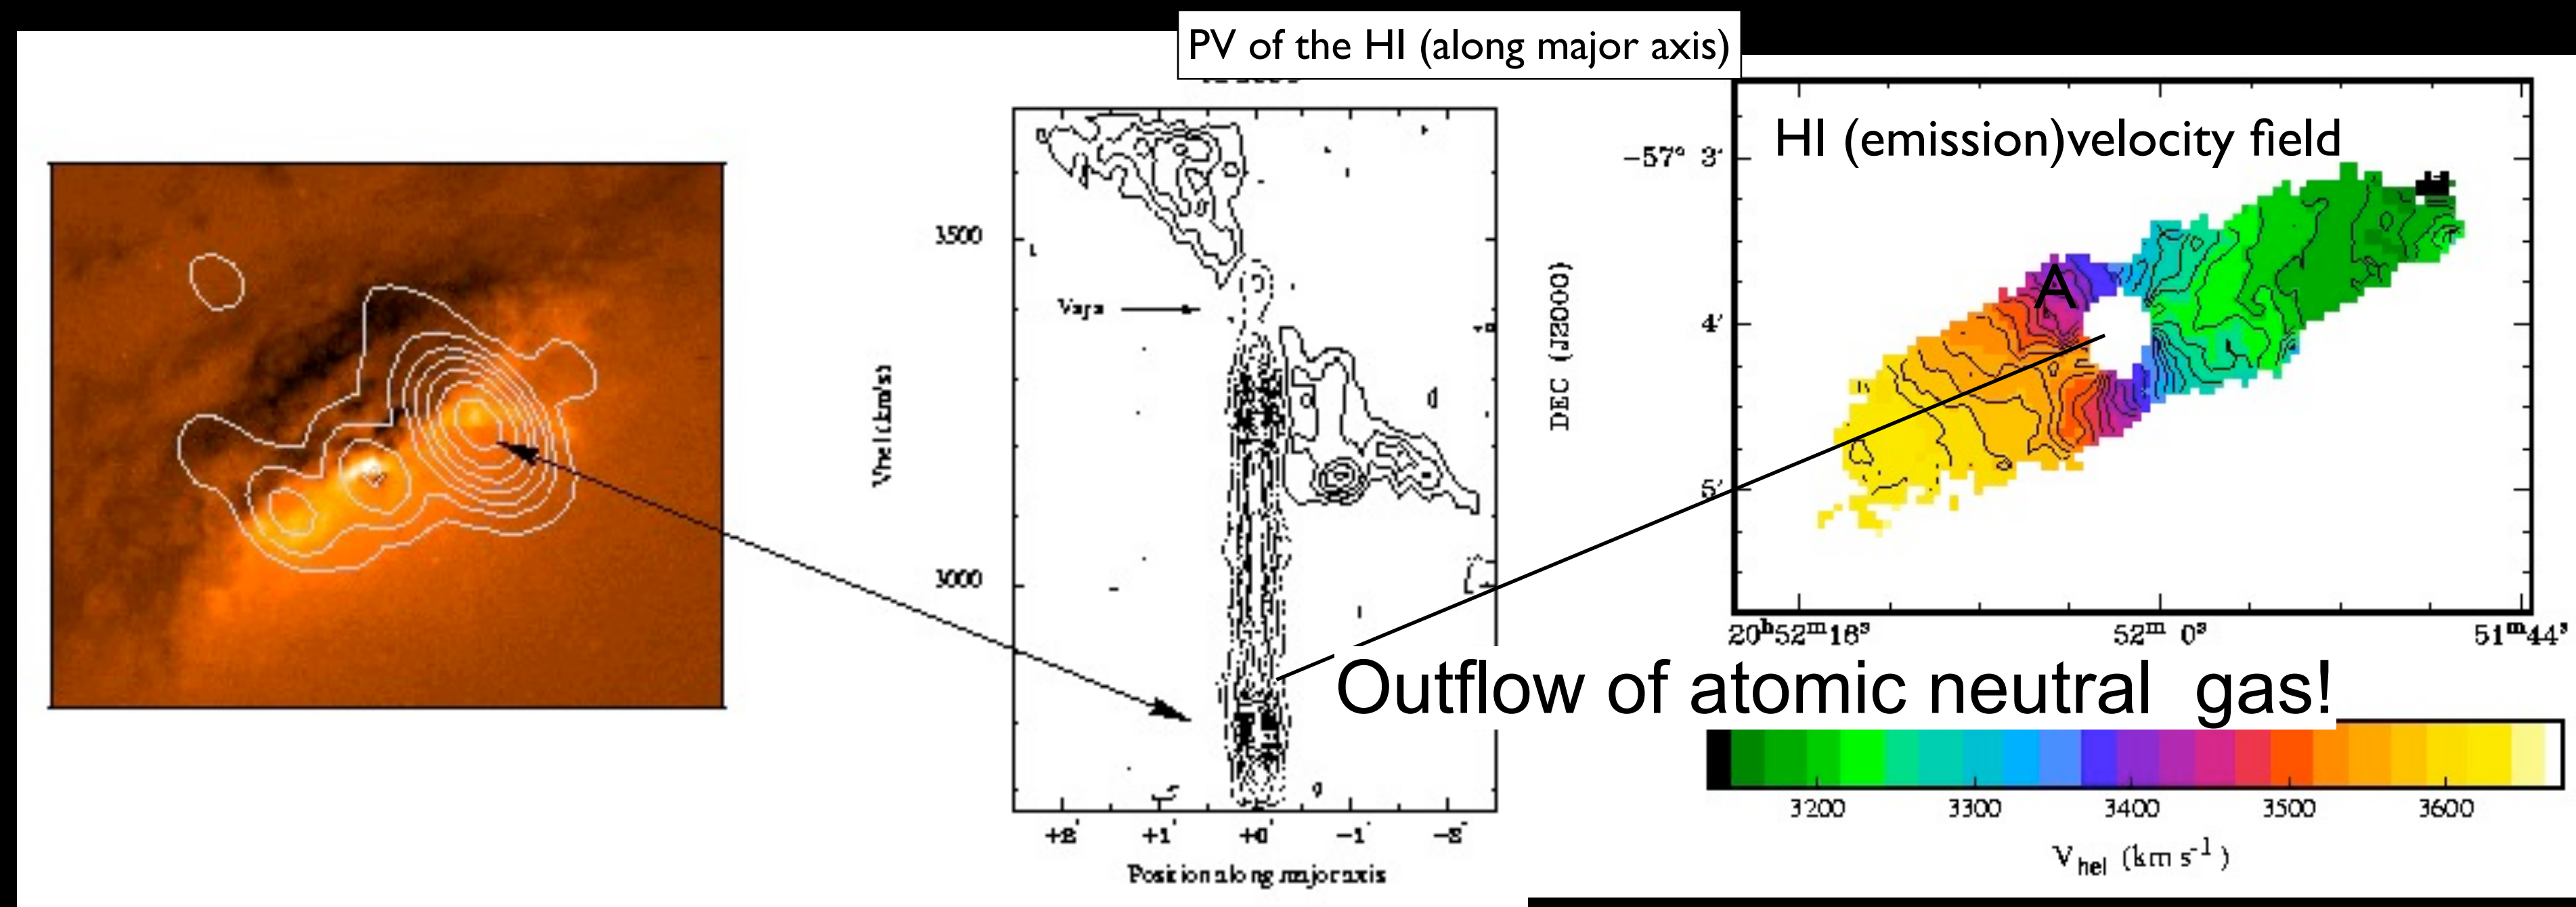 PV of the HI (along major axis)
3500
Vsys
Vhel (km/s)
3000
+1' +0' -1' -2'
Position along major axis
HI (emission)velocity field
A
-57° 3'
4'
5'
DEC (J2000)
20h52m16s 52m 0s 51m44s
Outflow of atomic neutral gas!
3200 3300 3400 3500 3600
Vhel (km s-1)